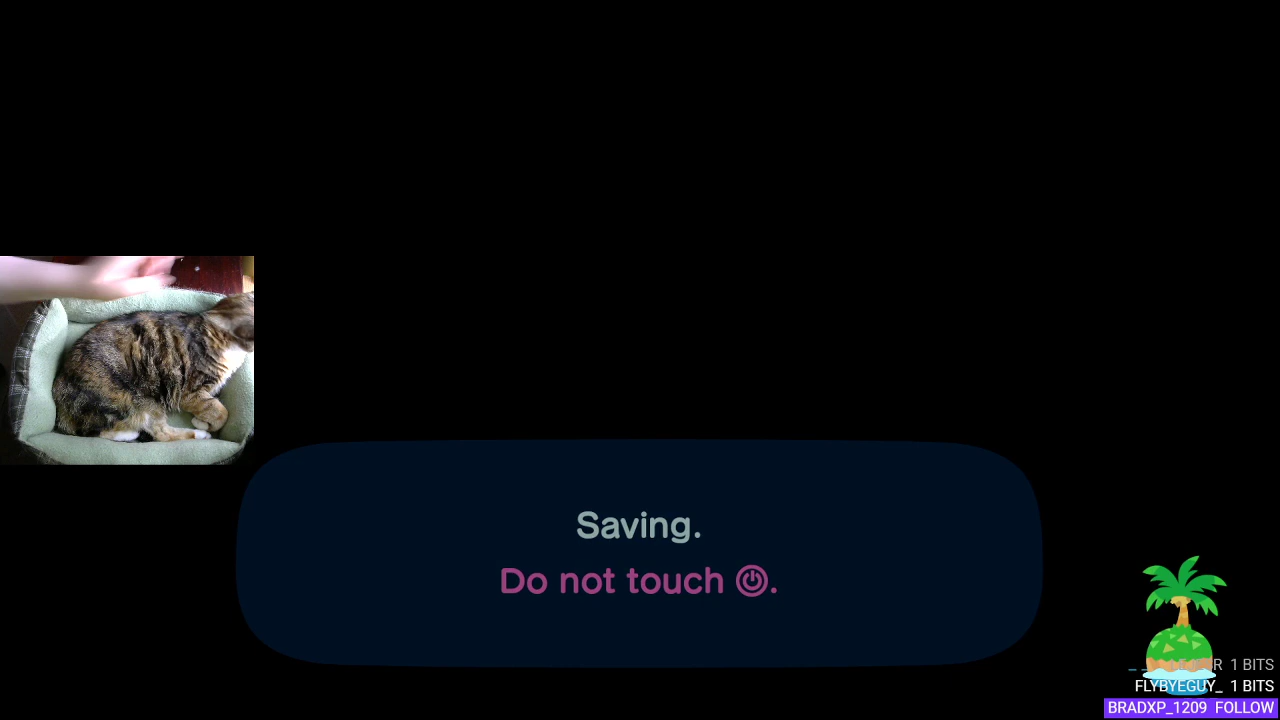 Saving.
Do not touch ⏻.
R 1 BITS
FLYBYEGUY_ 1 BITS
BRADXP_1209 FOLLOW